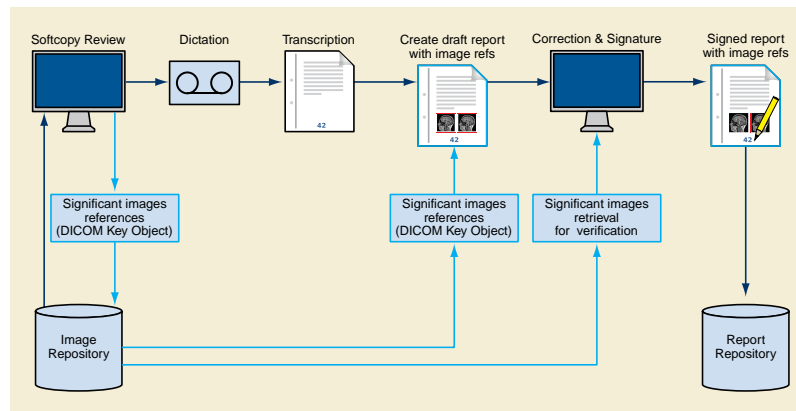 Softcopy Review
Dictation
Transcription
Create draft report
with image refs
Correction & Signature
Signed report
with image refs
42
42
42
Significant images
references
(DICOM Key Object)
Significant images
references
(DICOM Key Object)
Significant images
retrieval
for verification
Image
Repository
Report
Repository